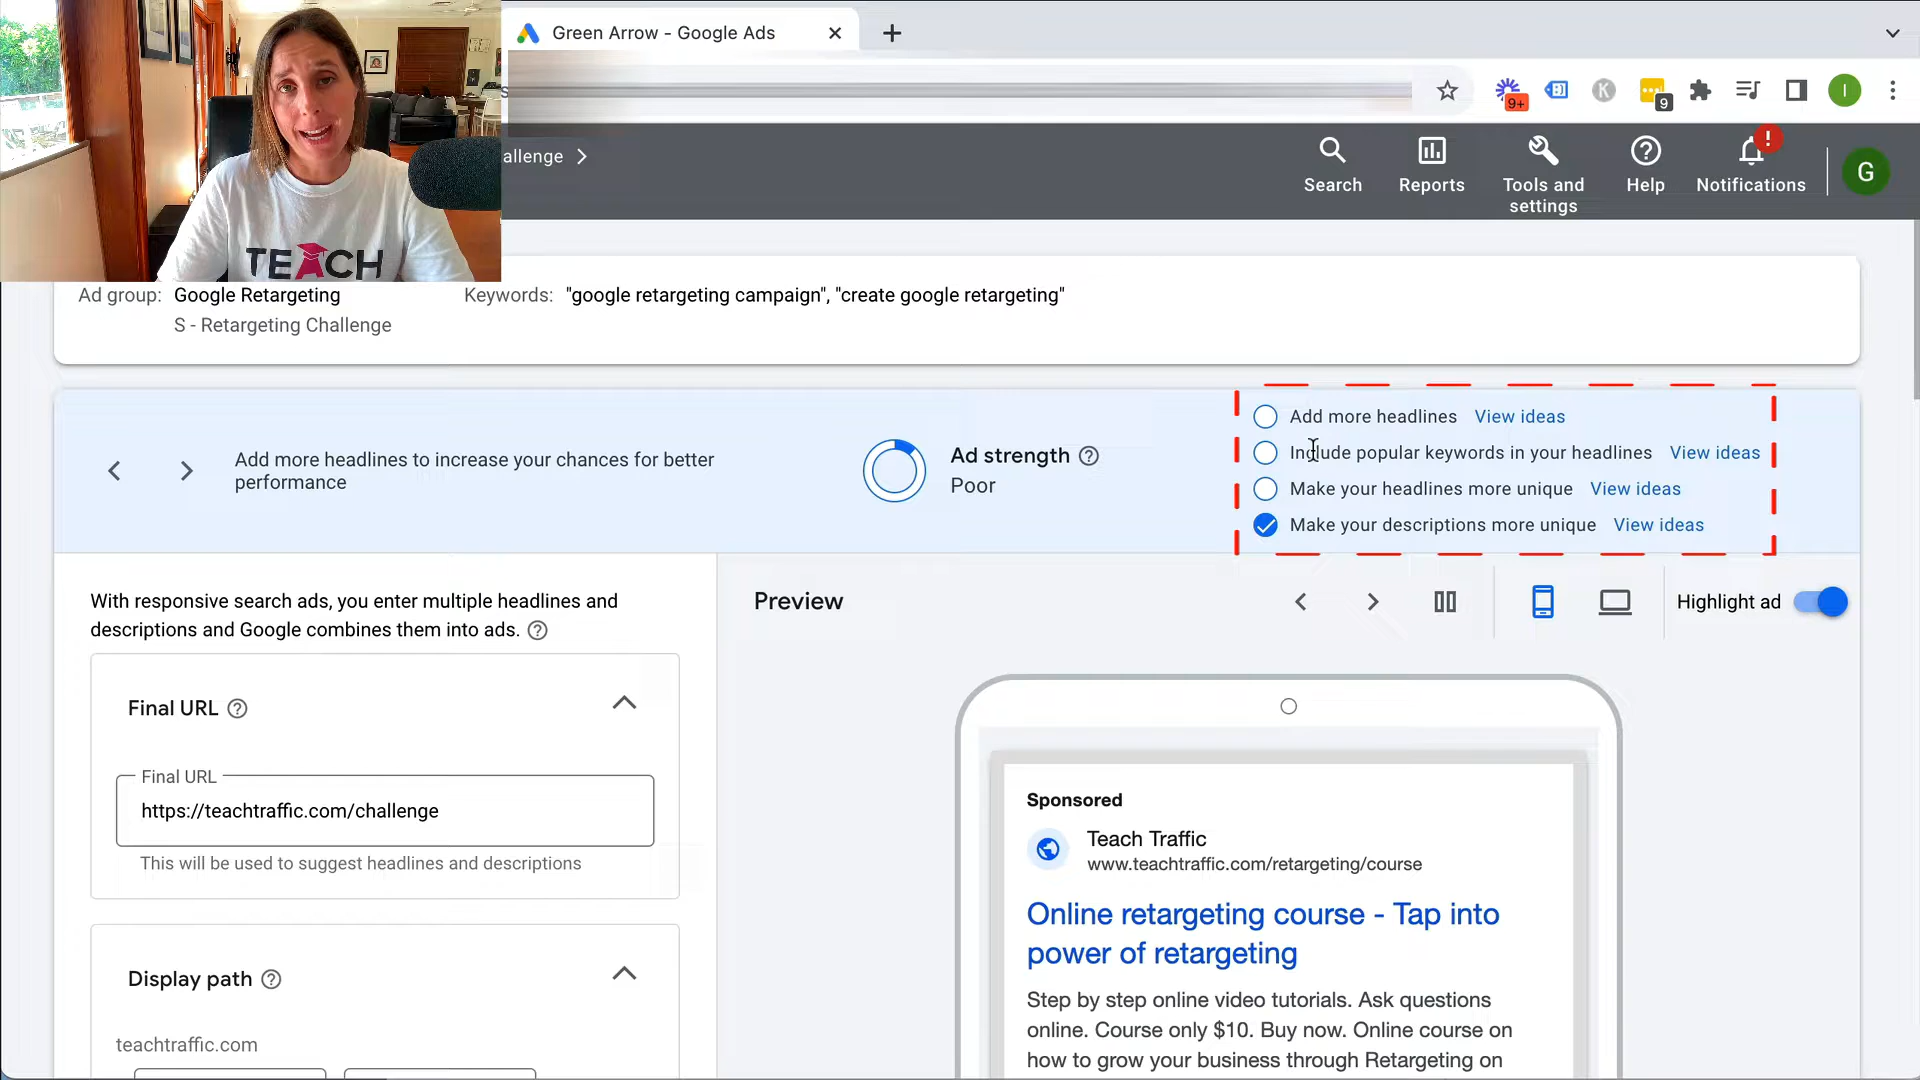 Green Arrow - Google Ads
9+
K
9
I
TEACH
allenge
Search
Reports
Tools and
settings
Help
Notifications
!
G
Ad group: Google Retargeting
S - Retargeting Challenge
Keywords: "google retargeting campaign", "create google retargeting"
Add more headlines to increase your chances for better
performance
Ad strength
Poor
Add more headlines View ideas
Include popular keywords in your headlines View ideas
Make your headlines more unique View ideas
Make your descriptions more unique View ideas
With responsive search ads, you enter multiple headlines and
descriptions and Google combines them into ads.
Final URL
Final URL
https://teachtraffic.com/challenge
This will be used to suggest headlines and descriptions
Display path
teachtraffic.com
Preview
Highlight ad
Sponsored
Teach Traffic
www.teachtraffic.com/retargeting/course
Online retargeting course - Tap into
power of retargeting
Step by step online video tutorials. Ask questions
online. Course only $10. Buy now. Online course on
how to grow your business through Retargeting on